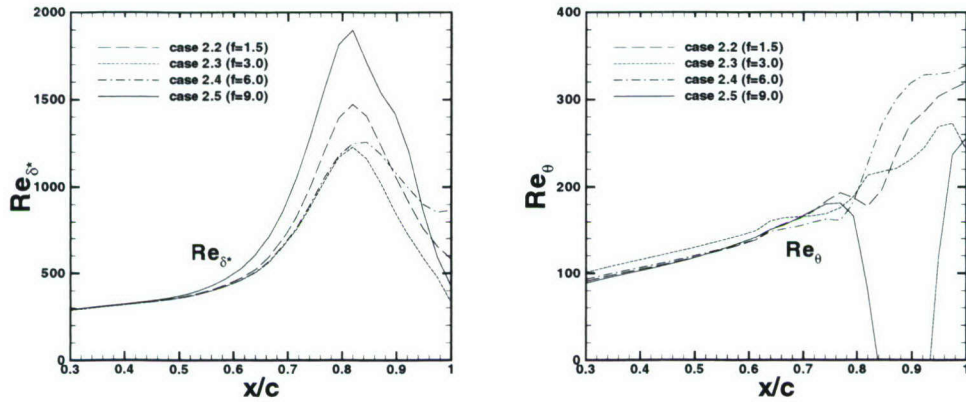 2000
1500
1000
500
0
0.3 0.4 0.5 0.6 0.7 0.8 0.9 1
Re_δ*
x/c
case 2.2 (f=1.5)
case 2.3 (f=3.0)
case 2.4 (f=6.0)
case 2.5 (f=9.0)
Re_δ*
400
300
200
100
0
0.3 0.4 0.5 0.6 0.7 0.8 0.9 1
Re_θ
x/c
case 2.2 (f=1.5)
case 2.3 (f=3.0)
case 2.4 (f=6.0)
case 2.5 (f=9.0)
Re_θ